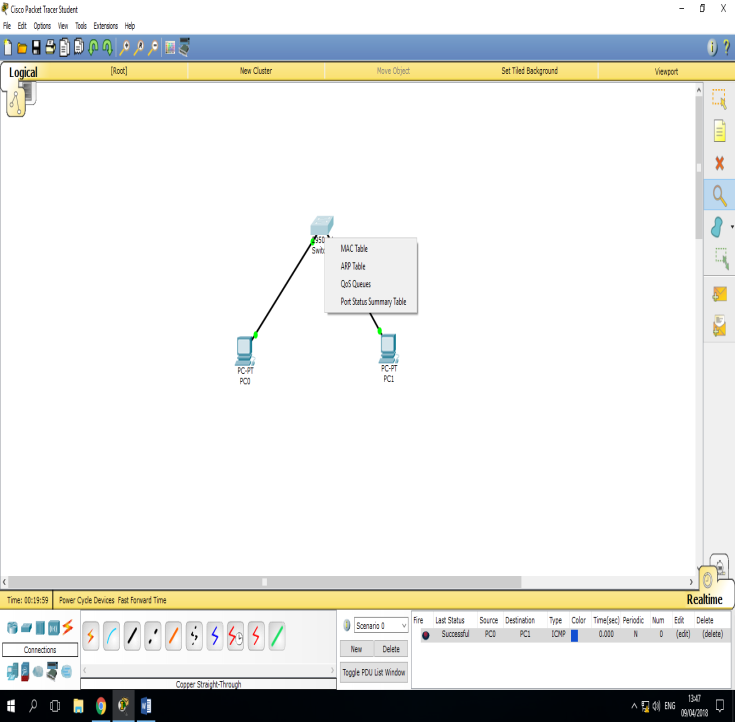 Cisco Packet Tracer Student
File Edit Options View Tools Extensions Help
Logical [Root] New Cluster Move Object Set Tiled Background Viewport
MAC Table
ARP Table
QoS Queues
Port Status Summary Table
PC-PT
PC0
PC-PT
PC1
Time: 00:19:59 Power Cycle Devices Fast Forward Time
Realtime
Connections
Copper Straight-Through
Scenario 0
New Delete
Toggle PDU List Window
Fire Last Status Source Destination Type Color Time(sec) Periodic Num Edit Delete
Successful PC0 PC1 ICMP 0.000 N 0 (edit) (delete)
ENG
13:47
09/04/2018